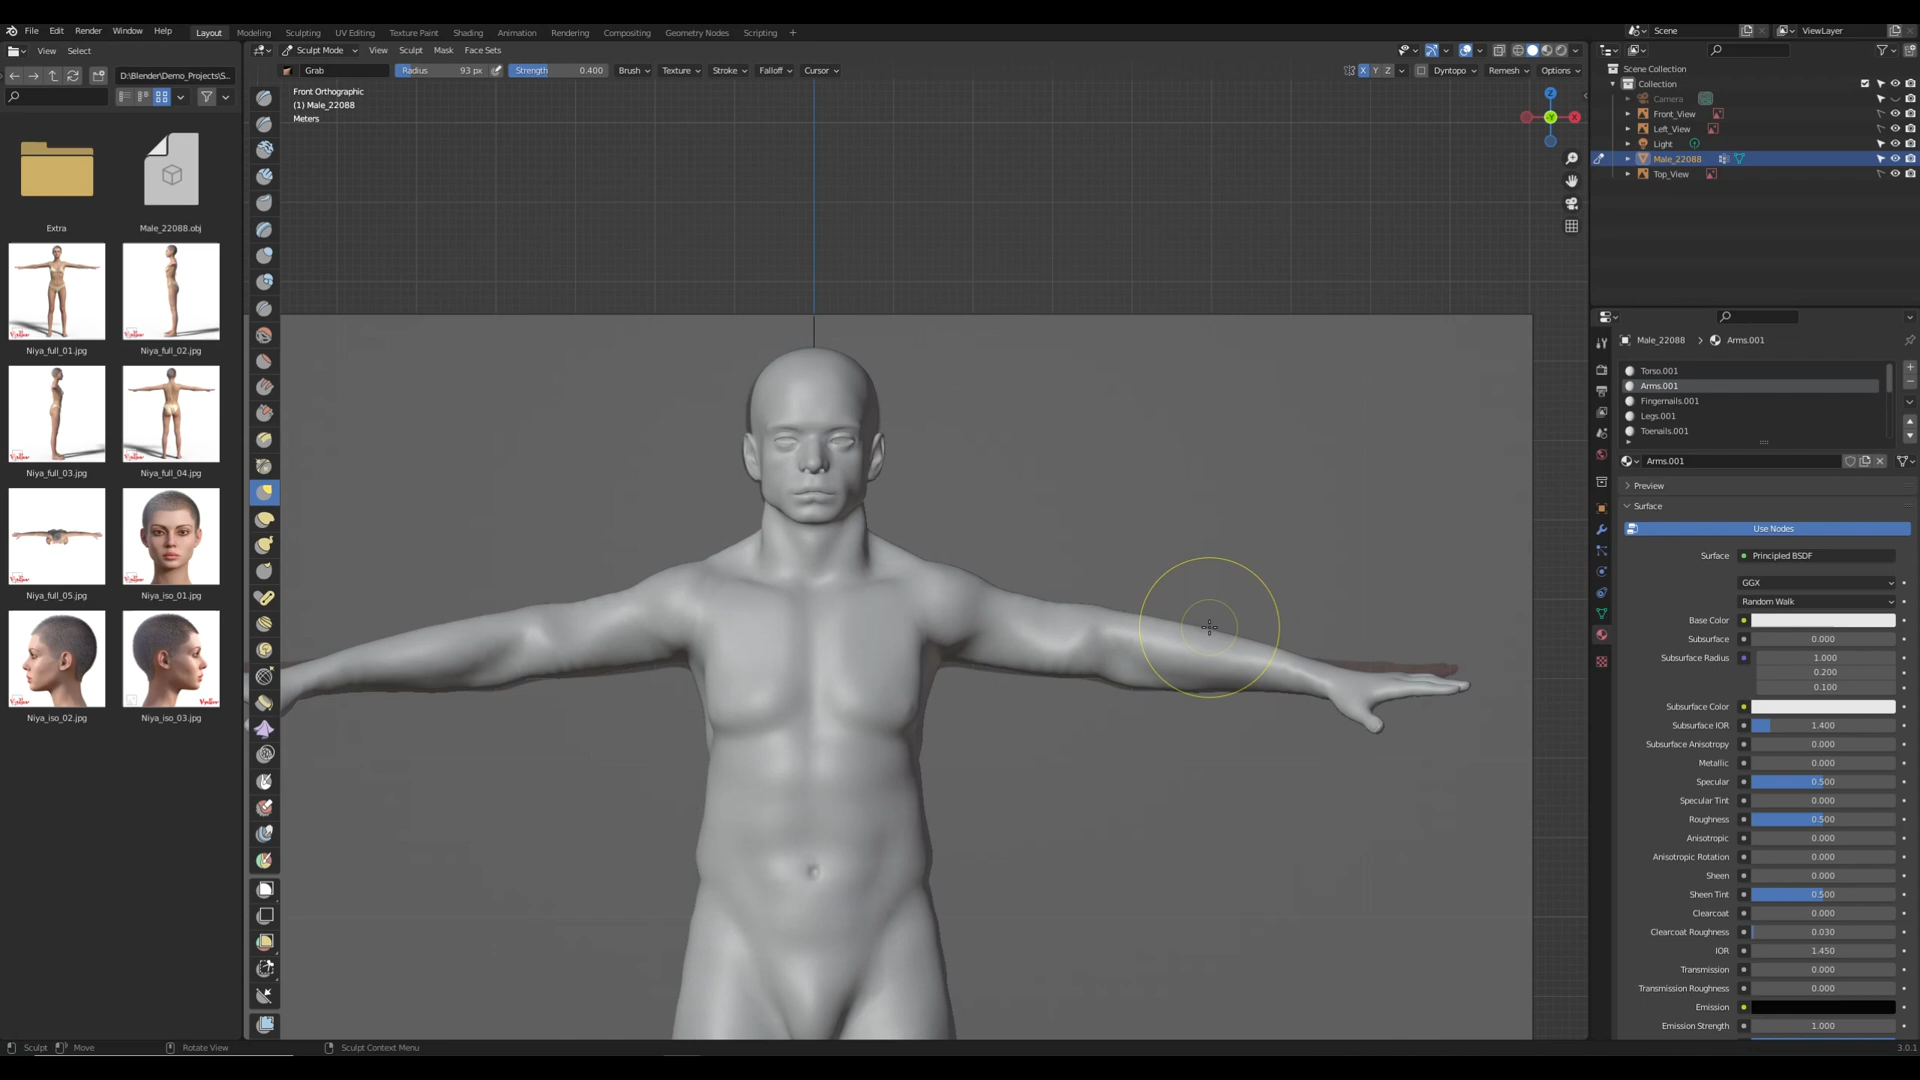 File Edit Render Window Help Layout Modeling Sculpting UV Editing Texture Paint Shading Animation Rendering Compositing Geometry Nodes Scripting + Scene ViewLayer
View Select
Sculpt Mode View Sculpt Mask Face Sets
Grab Radius 93 px Strength 0.400 Brush Texture Stroke Falloff Cursor X Y Z Dyntopo Remesh Options
D:\Blender\Demo_Projects\S...
Front Orthographic
(1) Male_22088
Meters
Z
-Y
X
Extra
Male_22088.obj
Niya_full_01.jpg
Niya_full_02.jpg
Niya_full_03.jpg
Niya_full_04.jpg
Niya_full_05.jpg
Niya_iso_01.jpg
Niya_iso_02.jpg
Niya_iso_03.jpg
Scene Collection
Collection
Camera
Front_View
Left_View
Light
Male_22088
Top_View
Male_22088 > Arms.001
Torso.001
Arms.001
Fingernails.001
Legs.001
Toenails.001
Arms.001
Preview
Surface
Use Nodes
Surface Principled BSDF
GGX
Random Walk
Base Color
Subsurface 0.000
Subsurface Radius 1.000
0.200
0.100
Subsurface Color
Subsurface IOR 1.400
Subsurface Anisotropy 0.000
Metallic 0.000
Specular 0.500
Specular Tint 0.000
Roughness 0.500
Anisotropic 0.000
Anisotropic Rotation 0.000
Sheen 0.000
Sheen Tint 0.500
Clearcoat 0.000
Clearcoat Roughness 0.030
IOR 1.450
Transmission 0.000
Transmission Roughness 0.000
Emission
Emission Strength 1.000
Sculpt Move Rotate View Sculpt Context Menu 3.0.1